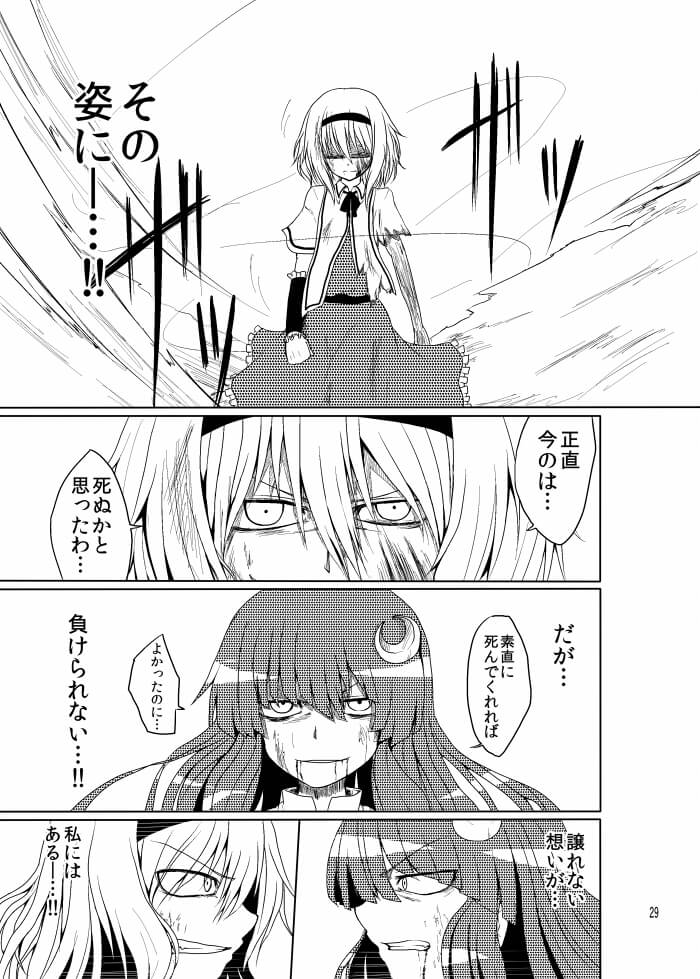 その
姿にー…!!
正直
今のは…
死ぬかと
思ったわ…
だが…
素直に
死んでくれれば
よかったのに…
負けられない…!!
譲れない
想いが…
私には
あるー…!!
29